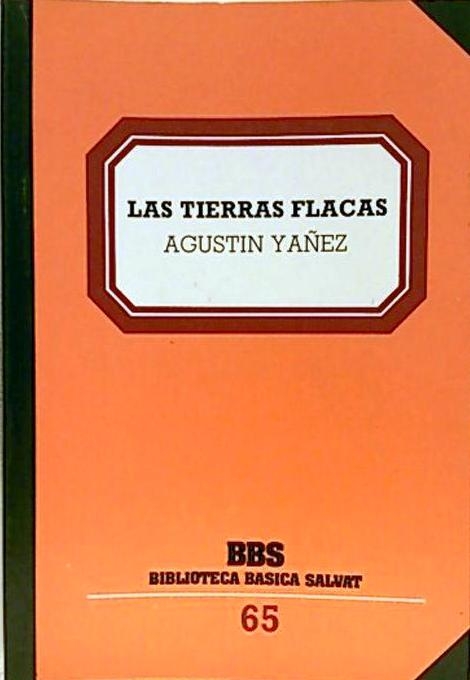 LAS TIERRAS FLACAS
AGUSTIN YAÑEZ
BBS
BIBLIOTECA BASICA SALVAT
65